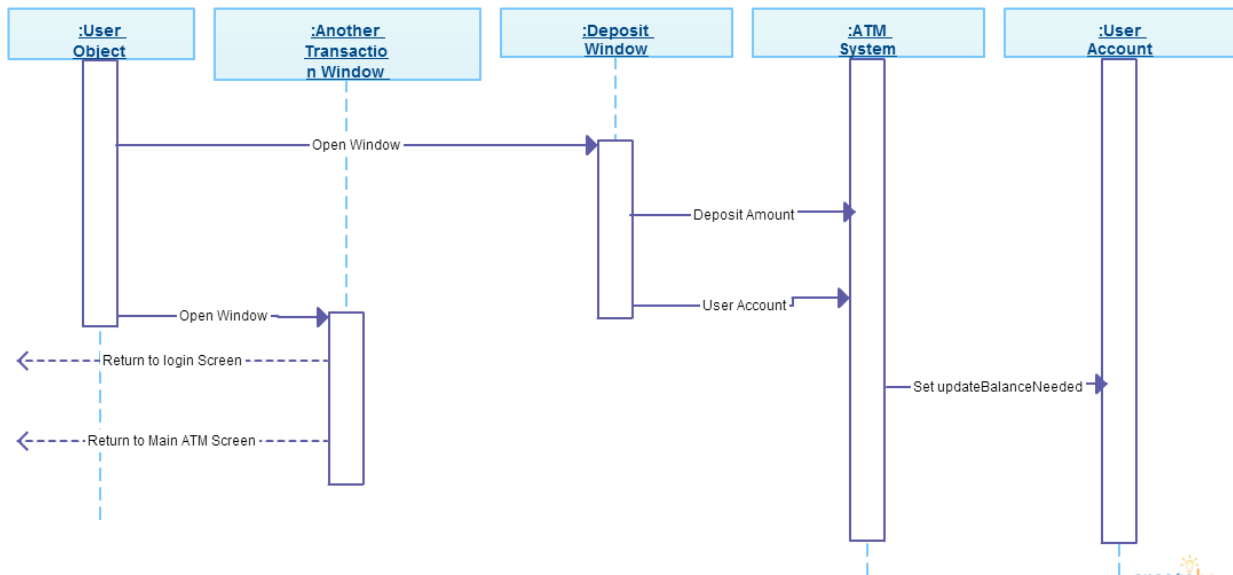 :User
Object
:Another
Transactio
n Window
:Deposit
Window
:ATM
System
:User
Account
Open Window
Deposit Amount
User Account
Open Window
Return to login Screen
Set updateBalanceNeeded
Return to Main ATM Screen